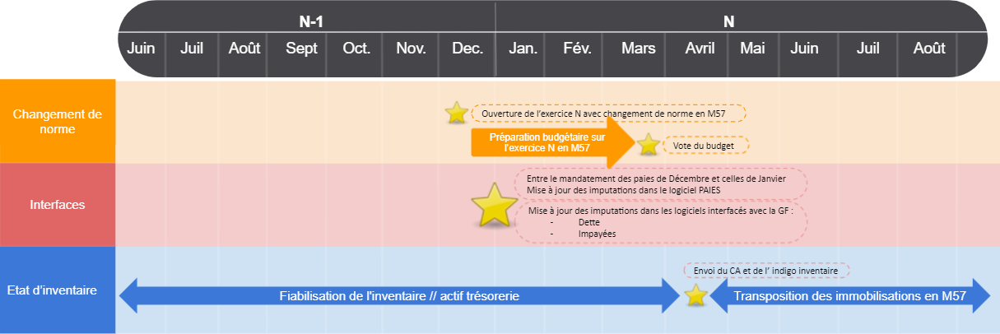 N-1
N
Juin
Juil
Août
Sept
Oct.
Nov.
Dec.
Jan.
Fév.
Mars
Avril
Mai
Juin
Juil
Août
Changement de
norme
Ouverture de l’exercice N avec changement de norme en M57
Préparation budgétaire sur
l’exercice N en M57
Vote du budget
Interfaces
Entre le mandatement des paies de Décembre et celles de Janvier
Mise à jour des imputations dans le logiciel PAIES
Mise à jour des imputations dans les logiciels interfacés avec la GF :
- Dette
- Impayées
Etat d’inventaire
Envoi du CA et de l’ indigo inventaire
Fiabilisation de l'inventaire // actif trésorerie
Transposition des immobilisations en M57